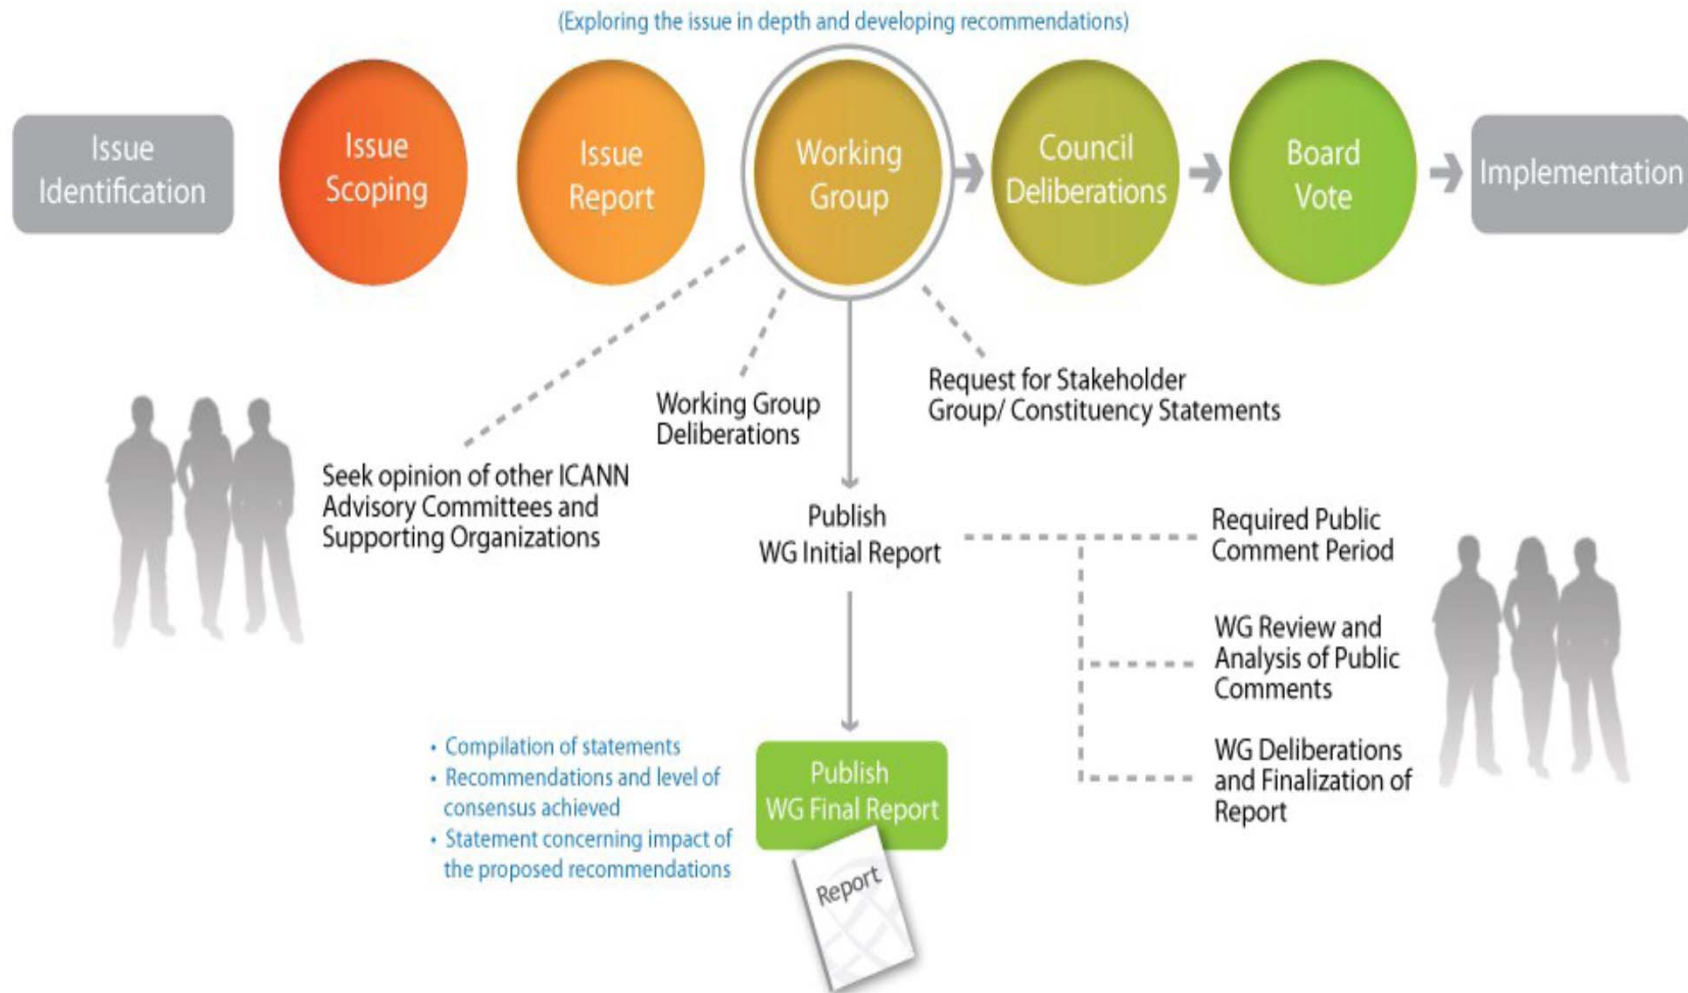 (Exploring the issue in depth and developing recommendations)
Issue
Identification
Issue
Scoping
Issue
Report
Working
Group
Council
Deliberations
Board
Vote
Implementation
Seek opinion of other ICANN
Advisory Committees and
Supporting Organizations
Working Group
Deliberations
Request for Stakeholder
Group/ Constituency Statements
Publish
WG Initial Report
Required Public
Comment Period
WG Review and
Analysis of Public
Comments
WG Deliberations
and Finalization of
Report
• Compilation of statements
• Recommendations and level of
consensus achieved
• Statement concerning impact of
the proposed recommendations
Publish
WG Final Report
Report